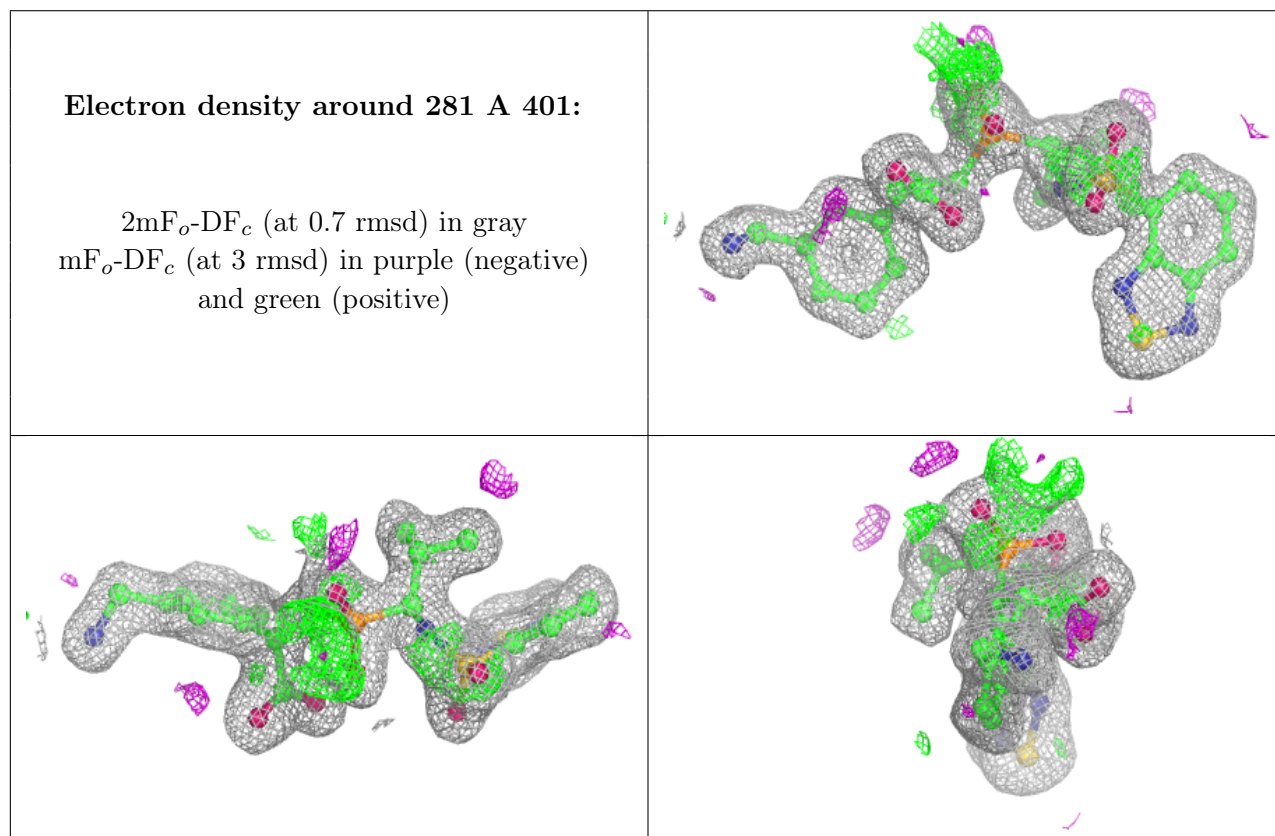 Electron density around 281 A 401:
2mFo-DFc (at 0.7 rmsd) in gray
mFo-DFc (at 3 rmsd) in purple (negative)
and green (positive)